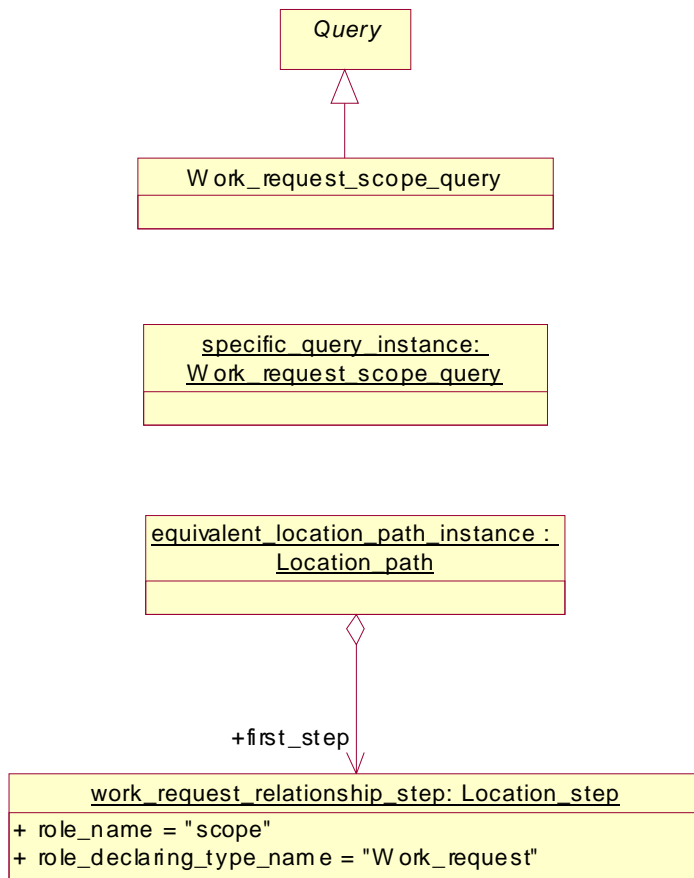 Query
Work_request_scope_query
specific_query_instance:
Work_request_scope_query
equivalent_location_path_instance :
Location_path
+first_step
work_request_relationship_step: Location_step
+ role_name = "scope"
+ role_declaring_type_name = "Work_request"